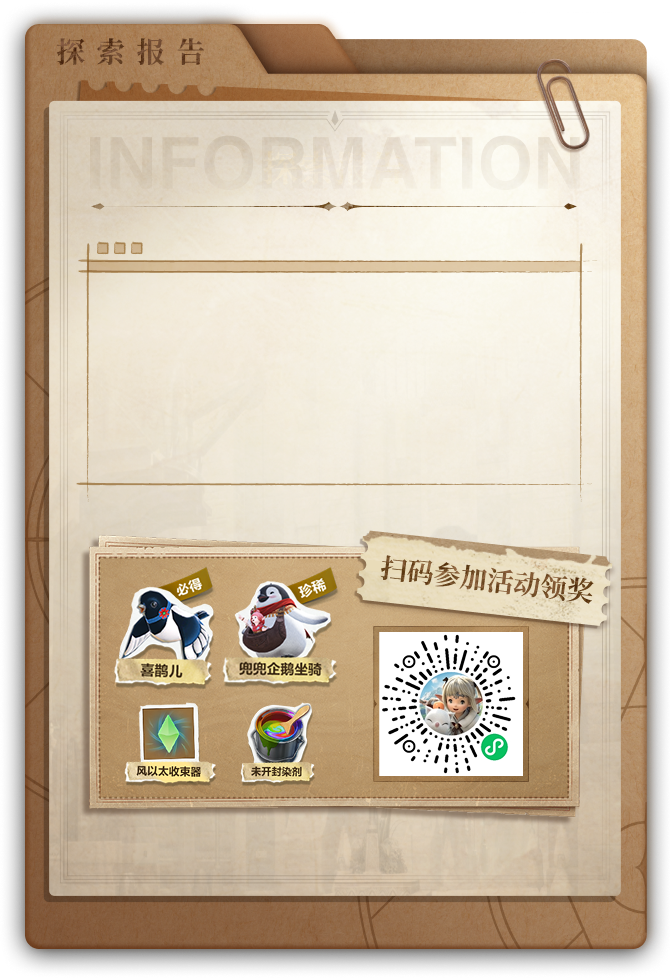 探索报告
INFORMATION
扫码参加活动领奖
必得
珍稀
喜鹊儿
兜兜企鹅坐骑
风以太收束器
未开封染剂